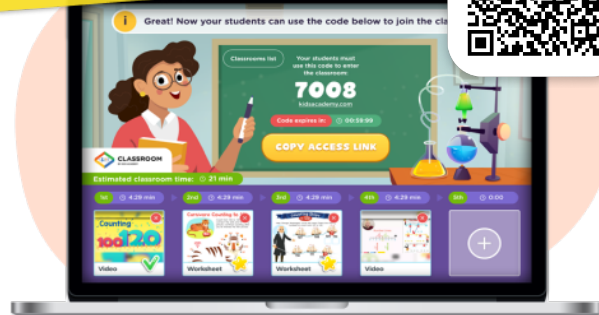 Great! Now your students can use the code below to join the cla
Classrooms list
Your students must
use this code to enter
the classroom
7008
kidsacademy.com
Code expires in:
00:59:99
COPY ACCESS LINK
CLASSROOM
Estimated classroom time: 21 min
1st 4:29 min
2nd 4:29 min
3rd 4:29 min
4th 4:29 min
5th 0:00
Counting
100 120
Video
Worksheet
Worksheet
Video